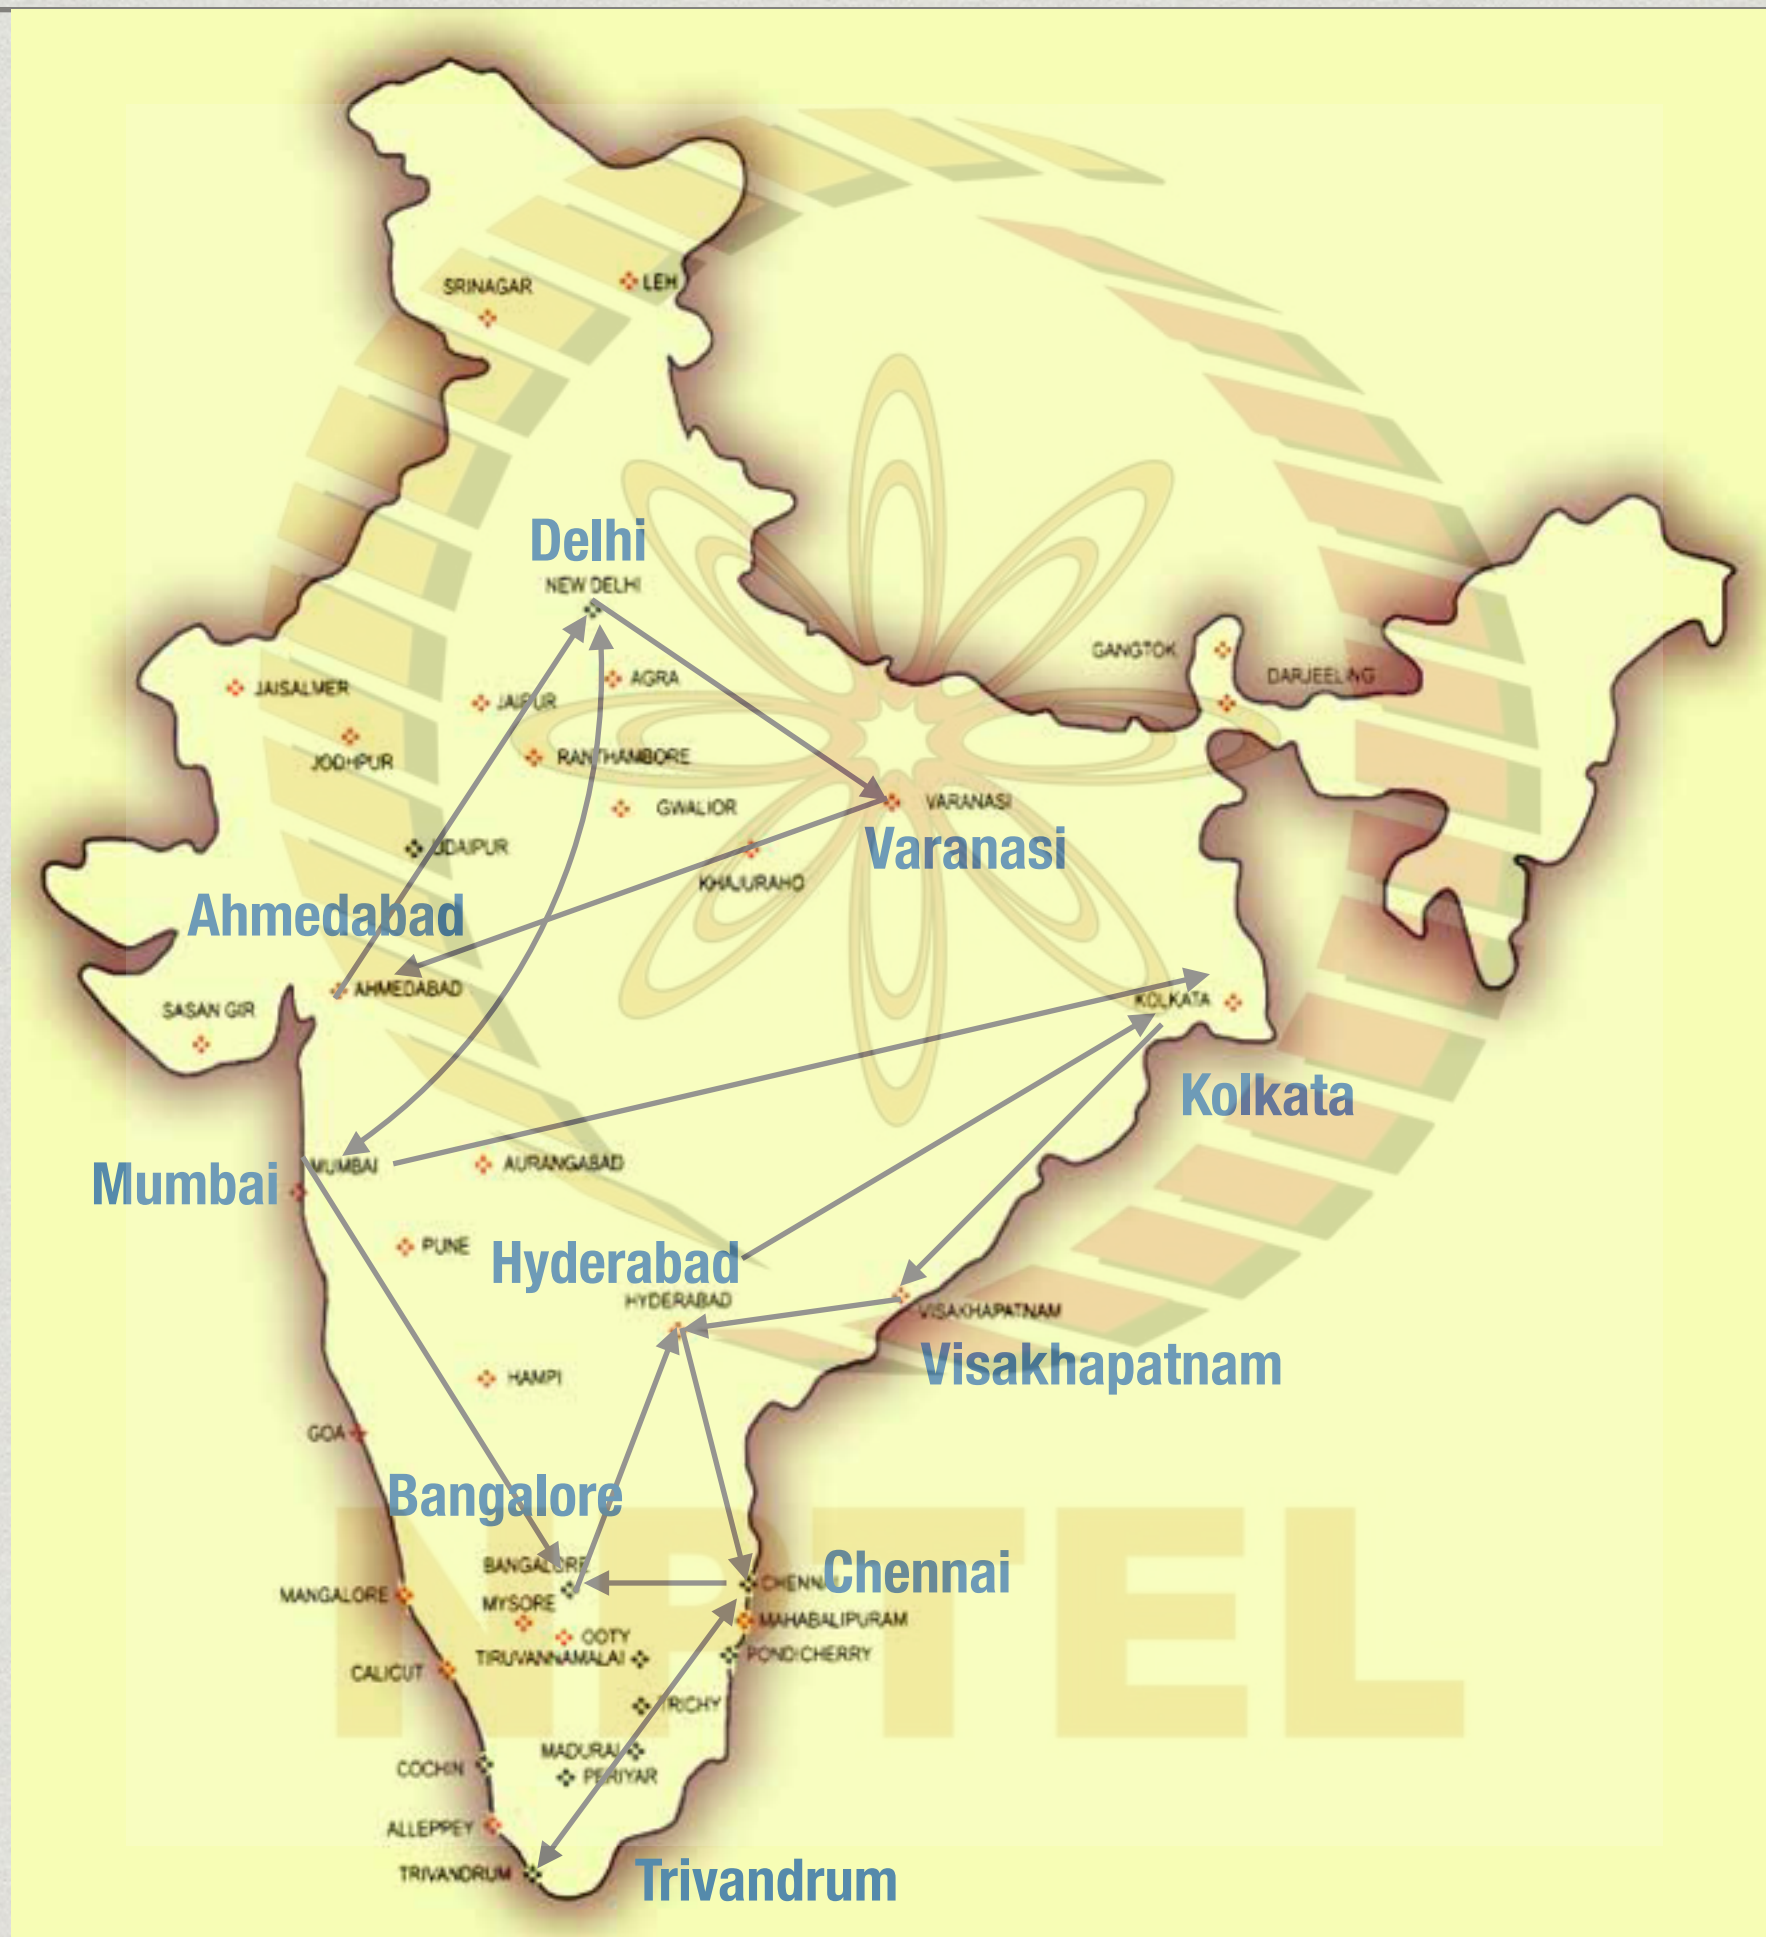 SRINAGAR
LEH
Delhi
NEW DELHI
GANGTOK
DARJEELING
JAISALMER
JAIPUR
AGRA
JODHPUR
RANTHAMBORE
GWALIOR
VARANASI
Varanasi
UDAIPUR
KHAJURAHO
Ahmedabad
AHMEDABAD
SASAN GIR
KOLKATA
Kolkata
Mumbai
MUMBAI
AURANGABAD
PUNE
Hyderabad
HYDERABAD
VISAKHAPATNAM
Visakhapatnam
HAMPI
GOA
Bangalore
BANGALORE
CHENNAI
Chennai
MANGALORE
MYSORE
MAHABALIPURAM
OOTY
TIRUVANNAMALAI
PONDICHERRY
CALICUT
TRICHY
NPTEL
MADURAI
PERIYAR
COCHIN
ALLEPPEY
TRIVANDRUM
Trivandrum